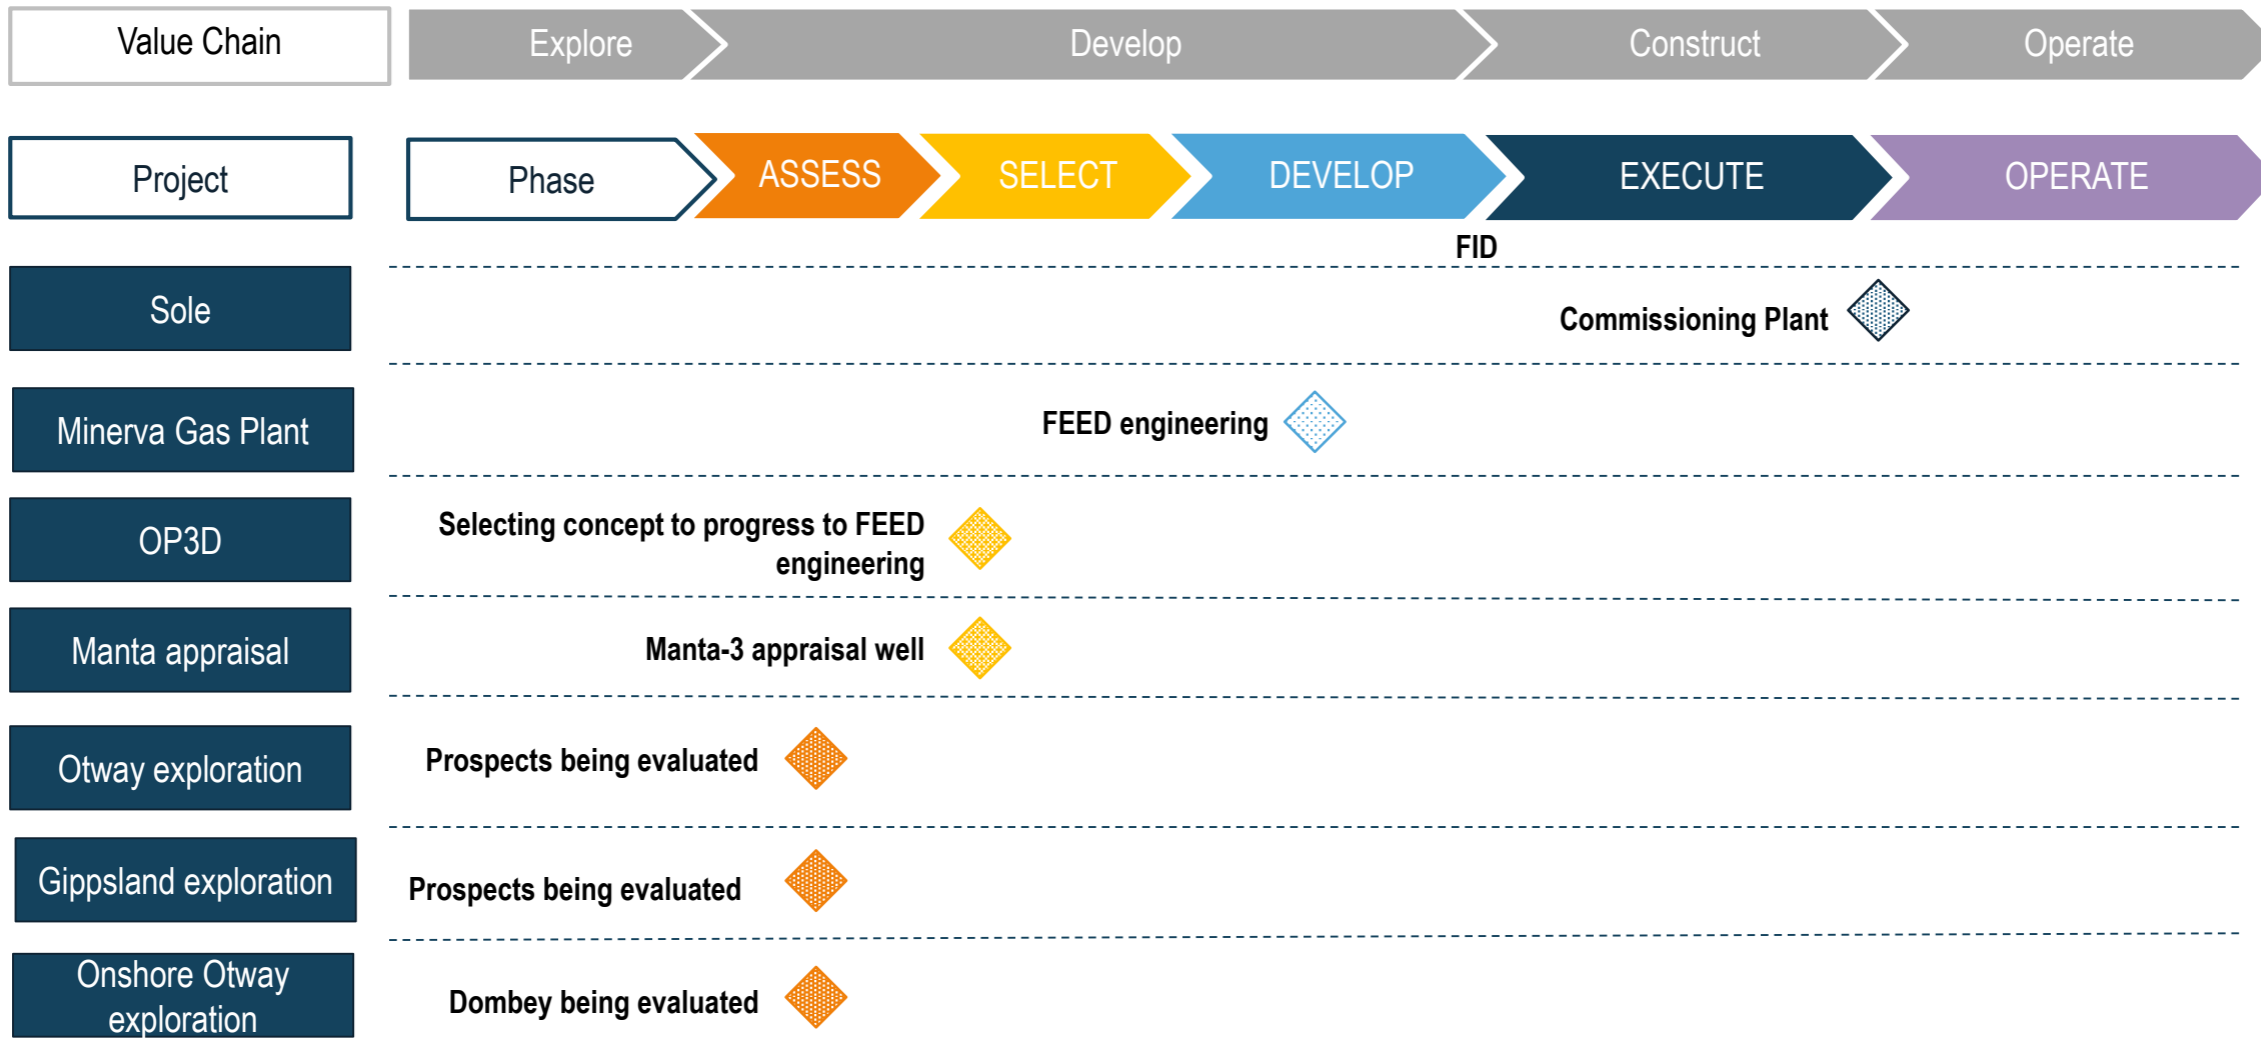 Value Chain
Explore
Develop
Construct
Operate
Project
Phase
ASSESS
SELECT
DEVELOP
EXECUTE
OPERATE
FID
Sole
Commissioning Plant
Minerva Gas Plant
FEED engineering
OP3D
Selecting concept to progress to FEED
engineering
Manta appraisal
Manta-3 appraisal well
Otway exploration
Prospects being evaluated
Gippsland exploration
Prospects being evaluated
Onshore Otway
exploration
Dombey being evaluated